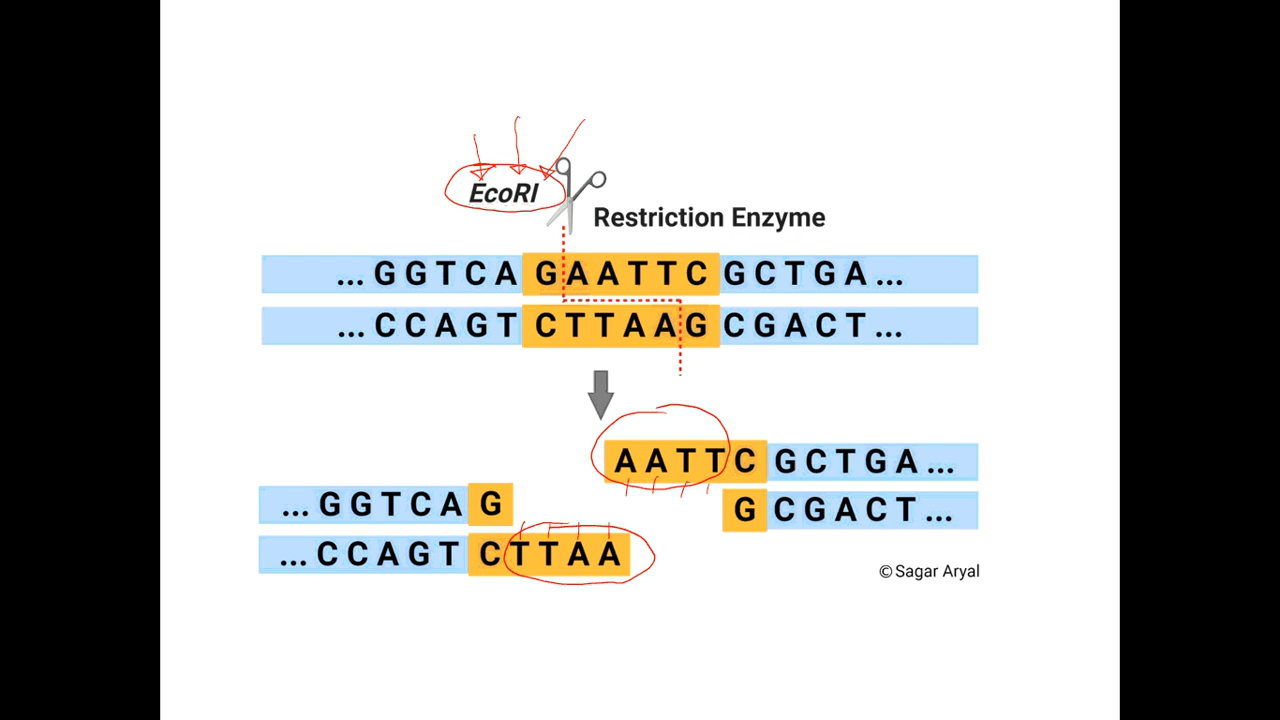 EcoRI
Restriction Enzyme
... G G T C A G A A T T C G C T G A ...
... C C A G T C T T A A G C G A C T ...
A A T T C G C T G A ...
... G G T C A G
G C G A C T ...
... C C A G T C T T A A
© Sagar Aryal